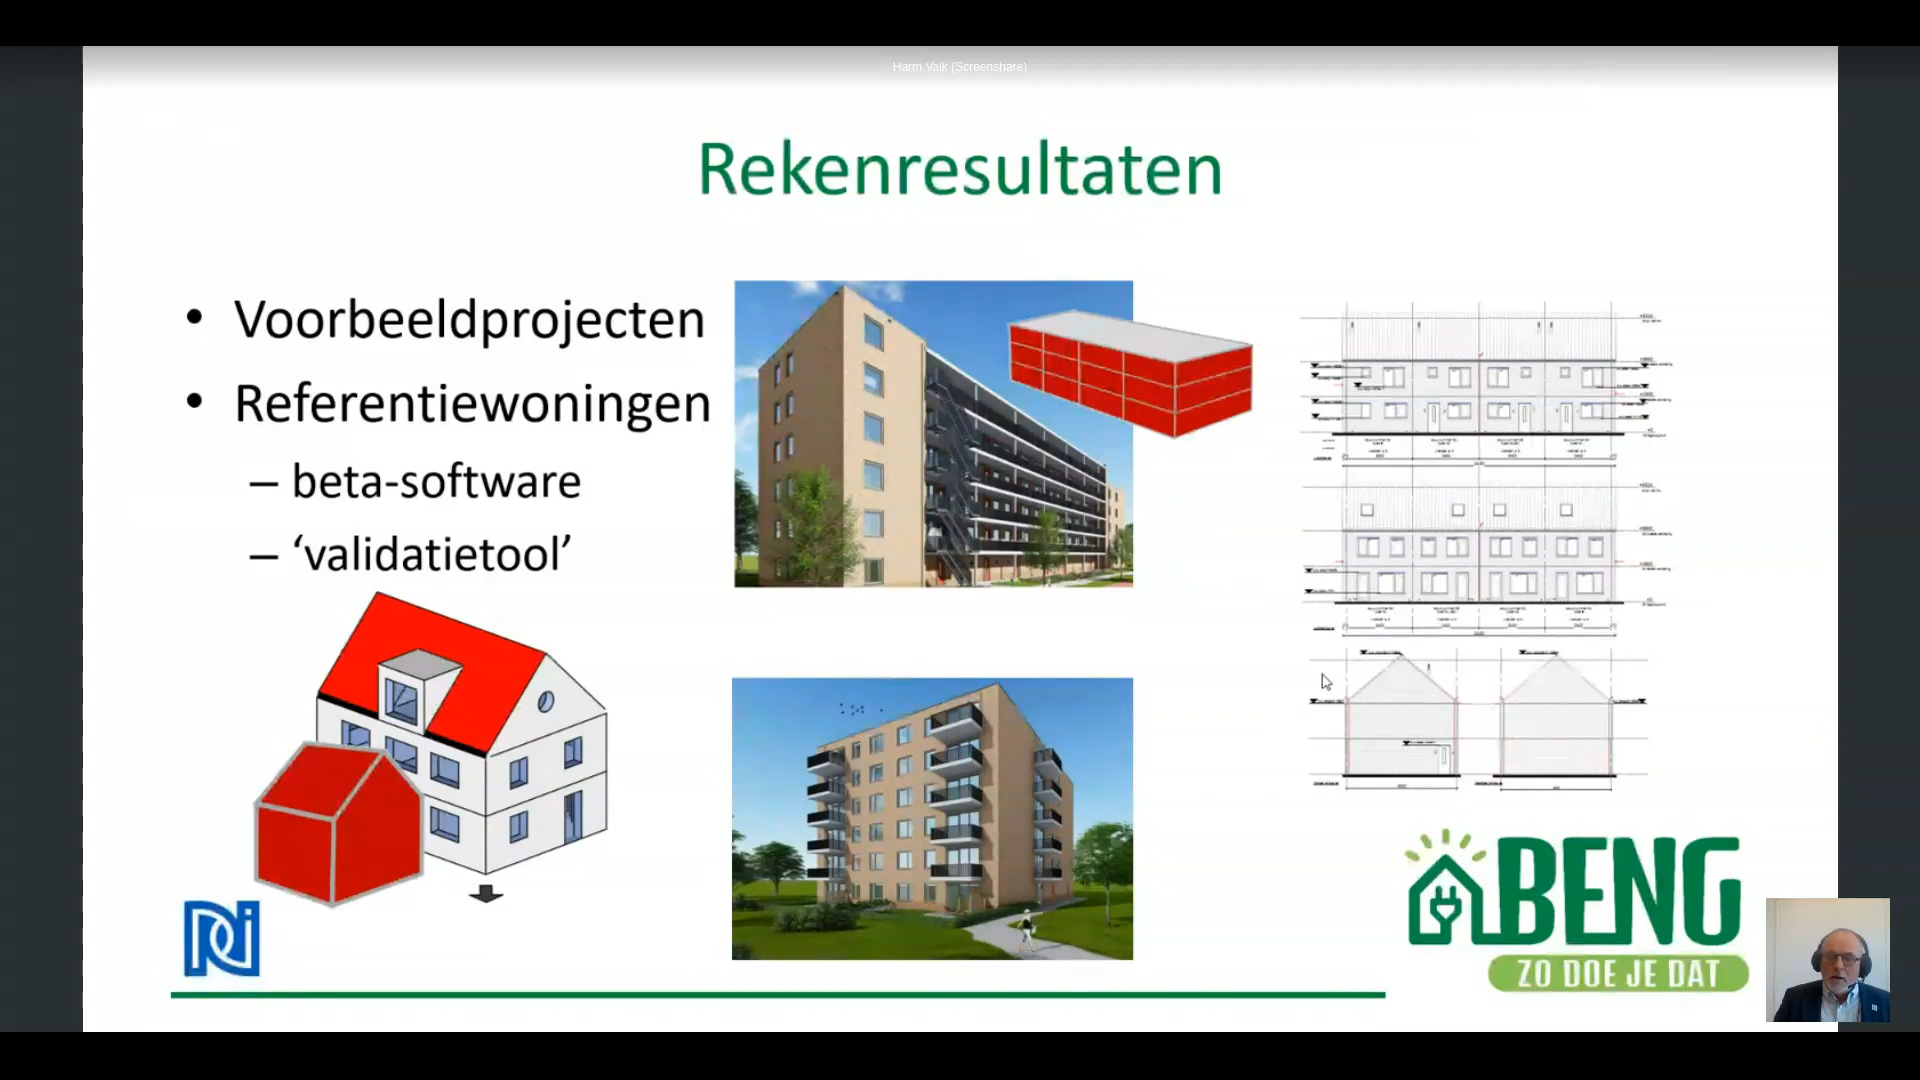 Harm Valk (Screenshare)
Rekenresultaten
• Voorbeeldprojecten
• Referentiewoningen
– beta-software
– ‘validatietool’
BENG
ZO DOE JE DAT